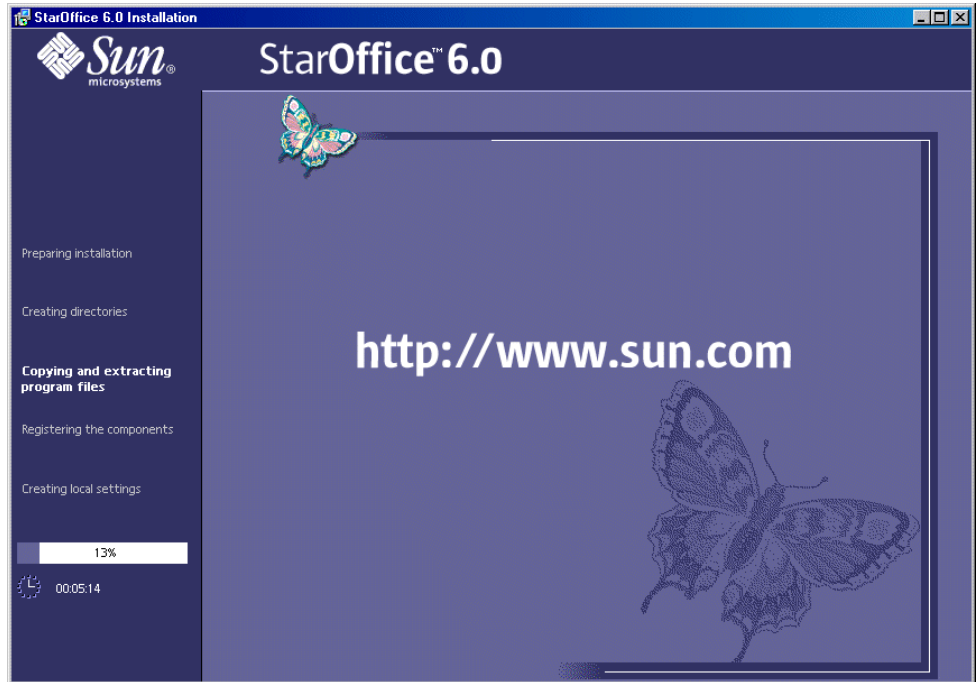 StarOffice 6.0 Installation
Sun®
microsystems
StarOffice™ 6.0
Preparing installation
Creating directories
Copying and extracting
program files
Registering the components
Creating local settings
13%
00:05:14
http://www.sun.com